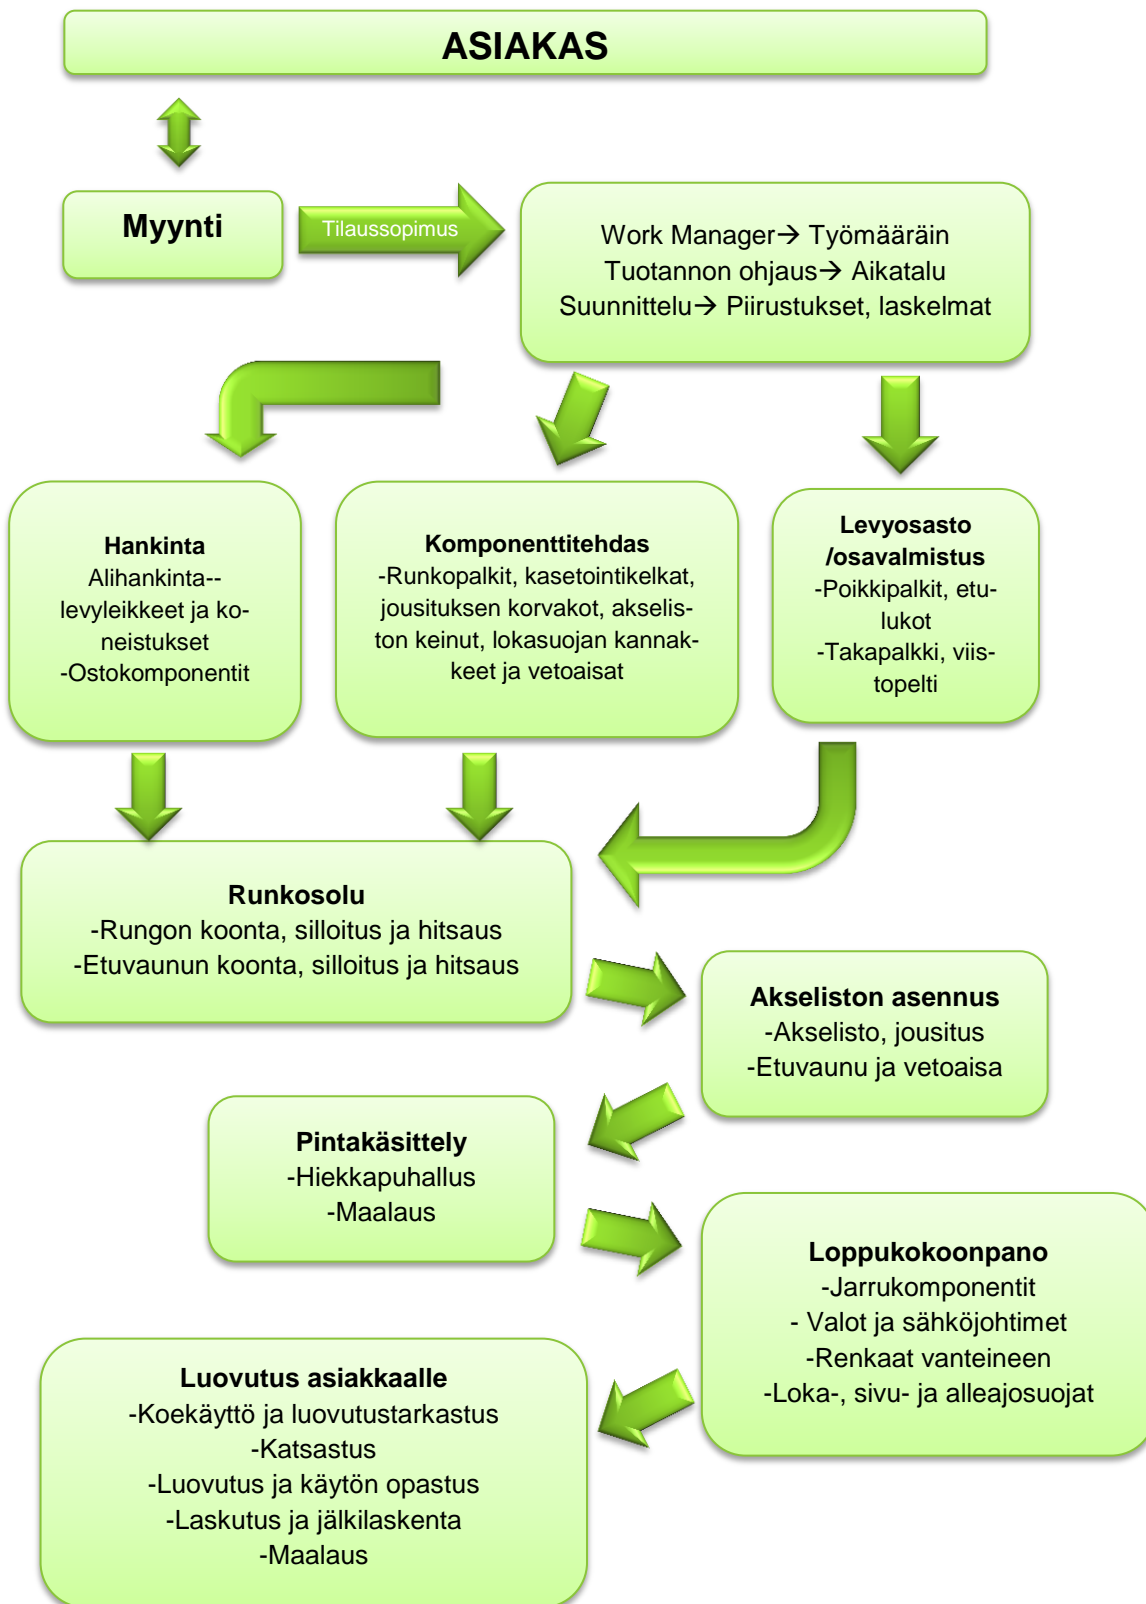 ASIAKAS
Myynti
Tilaussopimus
Work Manager→ Työmääräin
Tuotannon ohjaus→ Aikatalu
Suunnittelu→ Piirustukset, laskelmat
Hankinta
Alihankinta--
levyleikkeet ja ko-
neistukset
-Ostokomponentit
Komponenttitehdas
-Runkopalkit, kasetointikelkat,
jousituksen korvakot, akselis-
ton keinut, lokasuojan kannak-
keet ja vetoaisat
Levyosasto
/osavalmistus
-Poikkipalkit, etu-
lukot
-Takapalkki, viis-
topelti
Runkosolu
-Rungon koonta, silloitus ja hitsaus
-Etuvaunun koonta, silloitus ja hitsaus
Akseliston asennus
-Akselisto, jousitus
-Etuvaunu ja vetoaisa
Pintakäsittely
-Hiekkapuhallus
-Maalaus
Loppukokoonpano
-Jarrukomponentit
- Valot ja sähköjohtimet
-Renkaat vanteineen
-Loka-, sivu- ja alleajosuojat
Luovutus asiakkaalle
-Koekäyttö ja luovutustarkastus
-Katsastus
-Luovutus ja käytön opastus
-Laskutus ja jälkilaskenta
-Maalaus